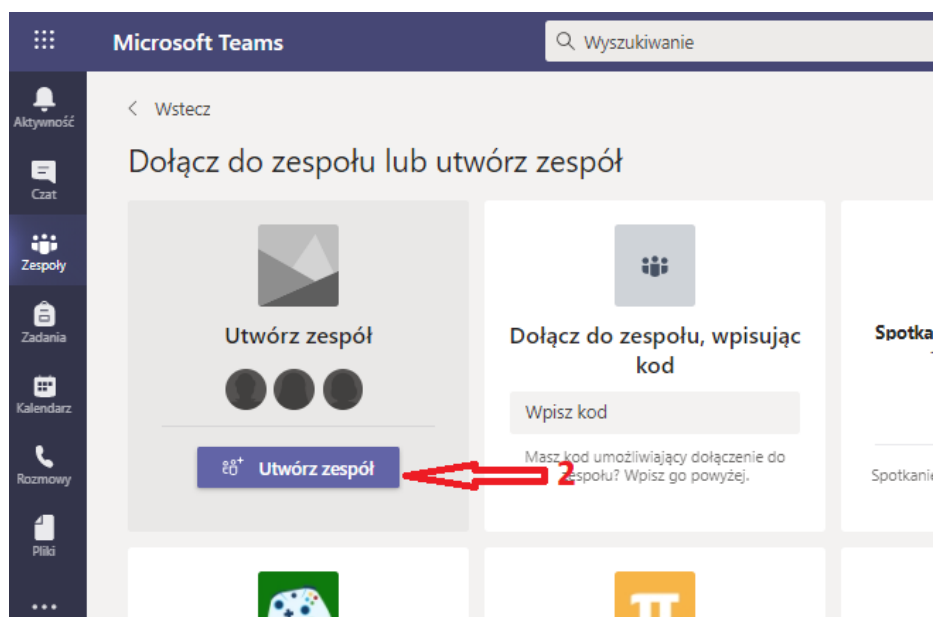 Microsoft Teams
Wyszukiwanie
Aktywność
Czat
Zespoły
Zadania
Kalendarz
Rozmowy
Pliki
Wstecz
Dołącz do zespołu lub utwórz zespół
Utwórz zespół
Utwórz zespół
2
Dołącz do zespołu, wpisując
kod
Wpisz kod
Masz kod umożliwiający dołączenie do
zespołu? Wpisz go powyżej.